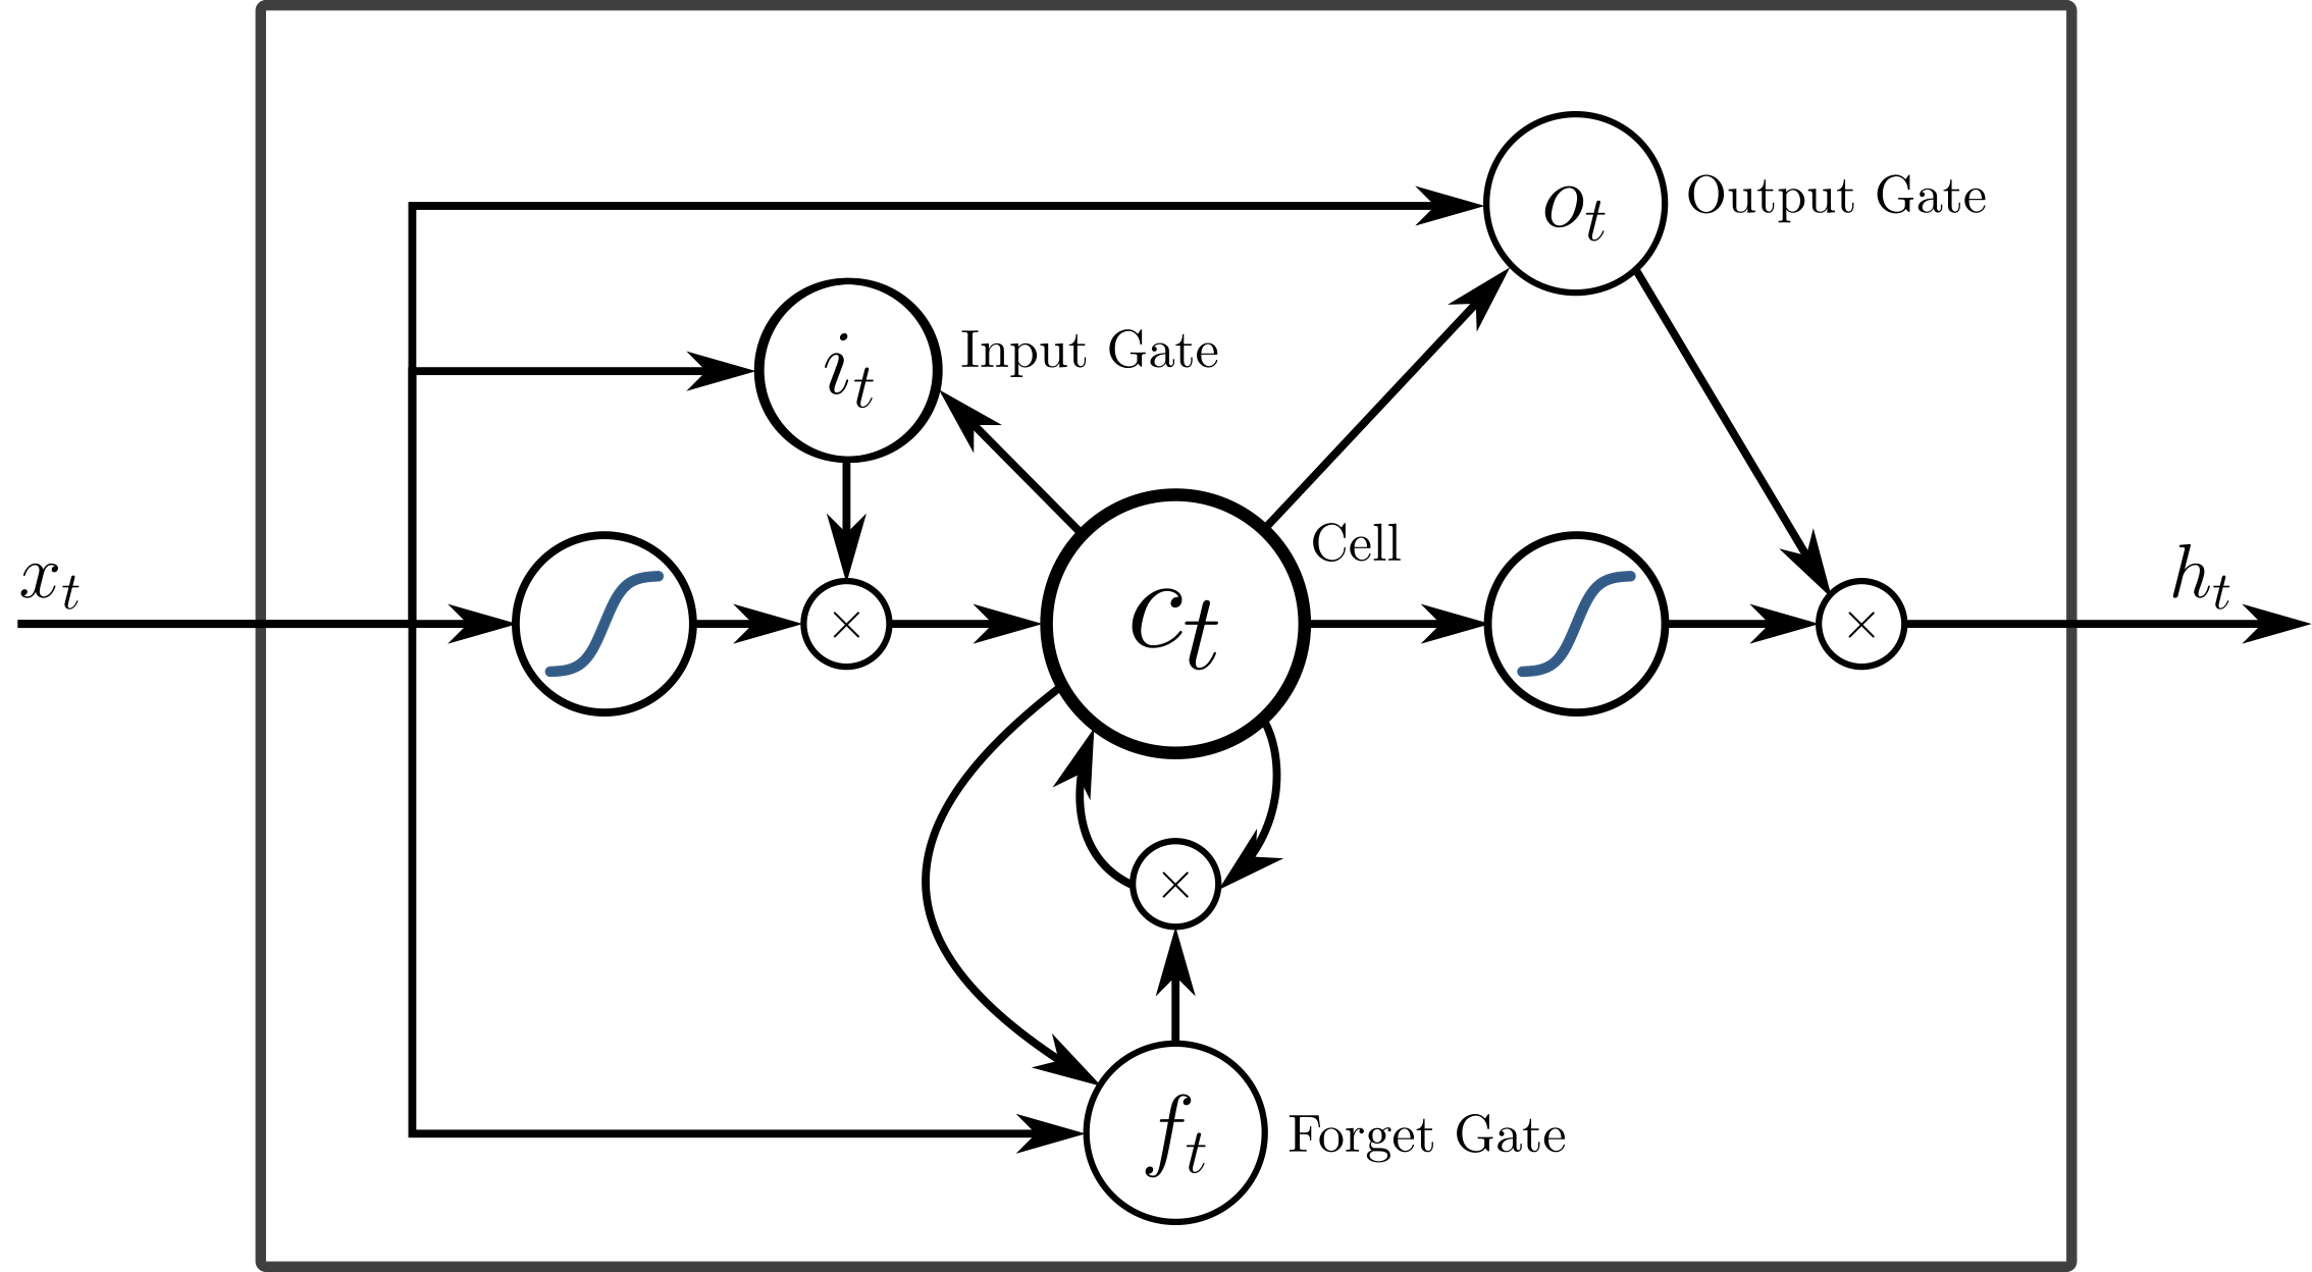 o_t Output Gate
i_t Input Gate
Cell
x_t
×
c_t
×
h_t
×
f_t Forget Gate